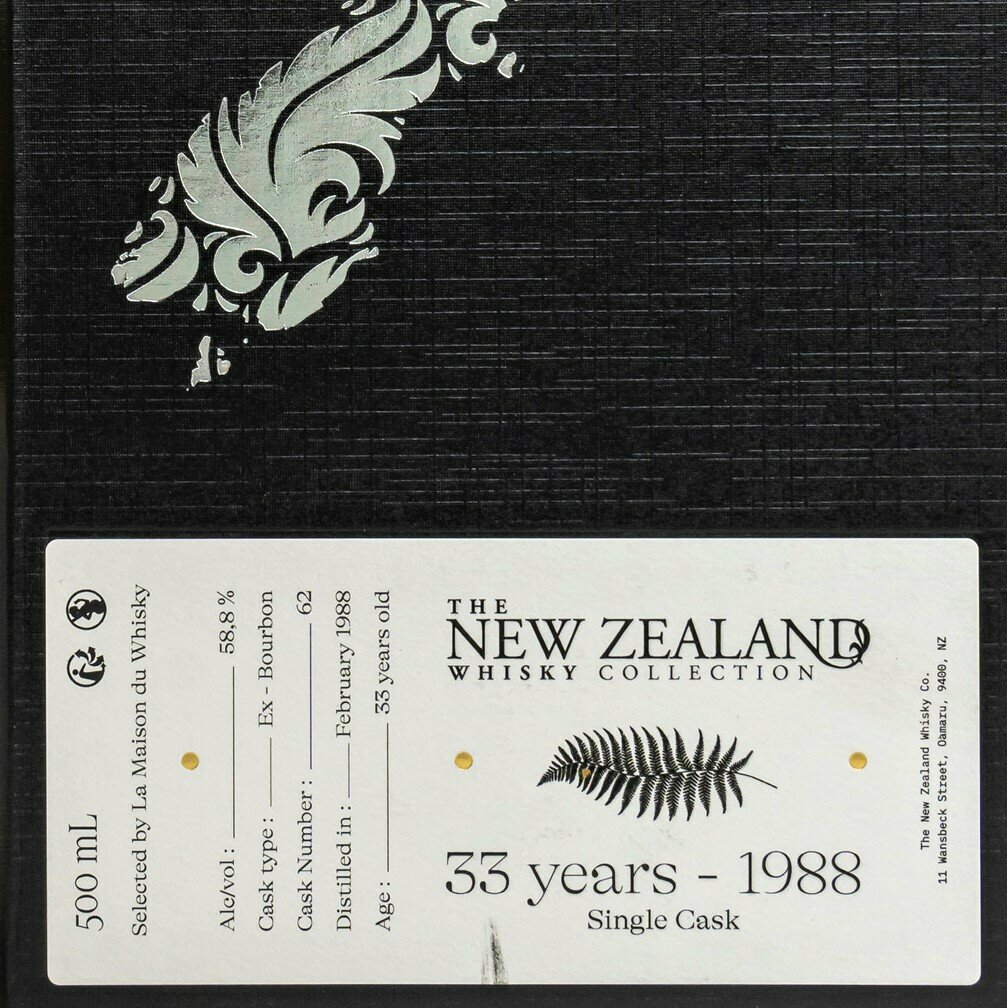 500 mL
Selected by La Maison du Whisky
Alc/vol : 58,8 %
Cask type : Ex - Bourbon
Cask Number : 62
Distilled in : February 1988
Age : 33 years old
THE
NEW ZEALAND
WHISKY COLLECTION
33 years - 1988
Single Cask
The New Zealand Whisky Co.
11 Wansbeck Street, Oamaru, 9400, NZ